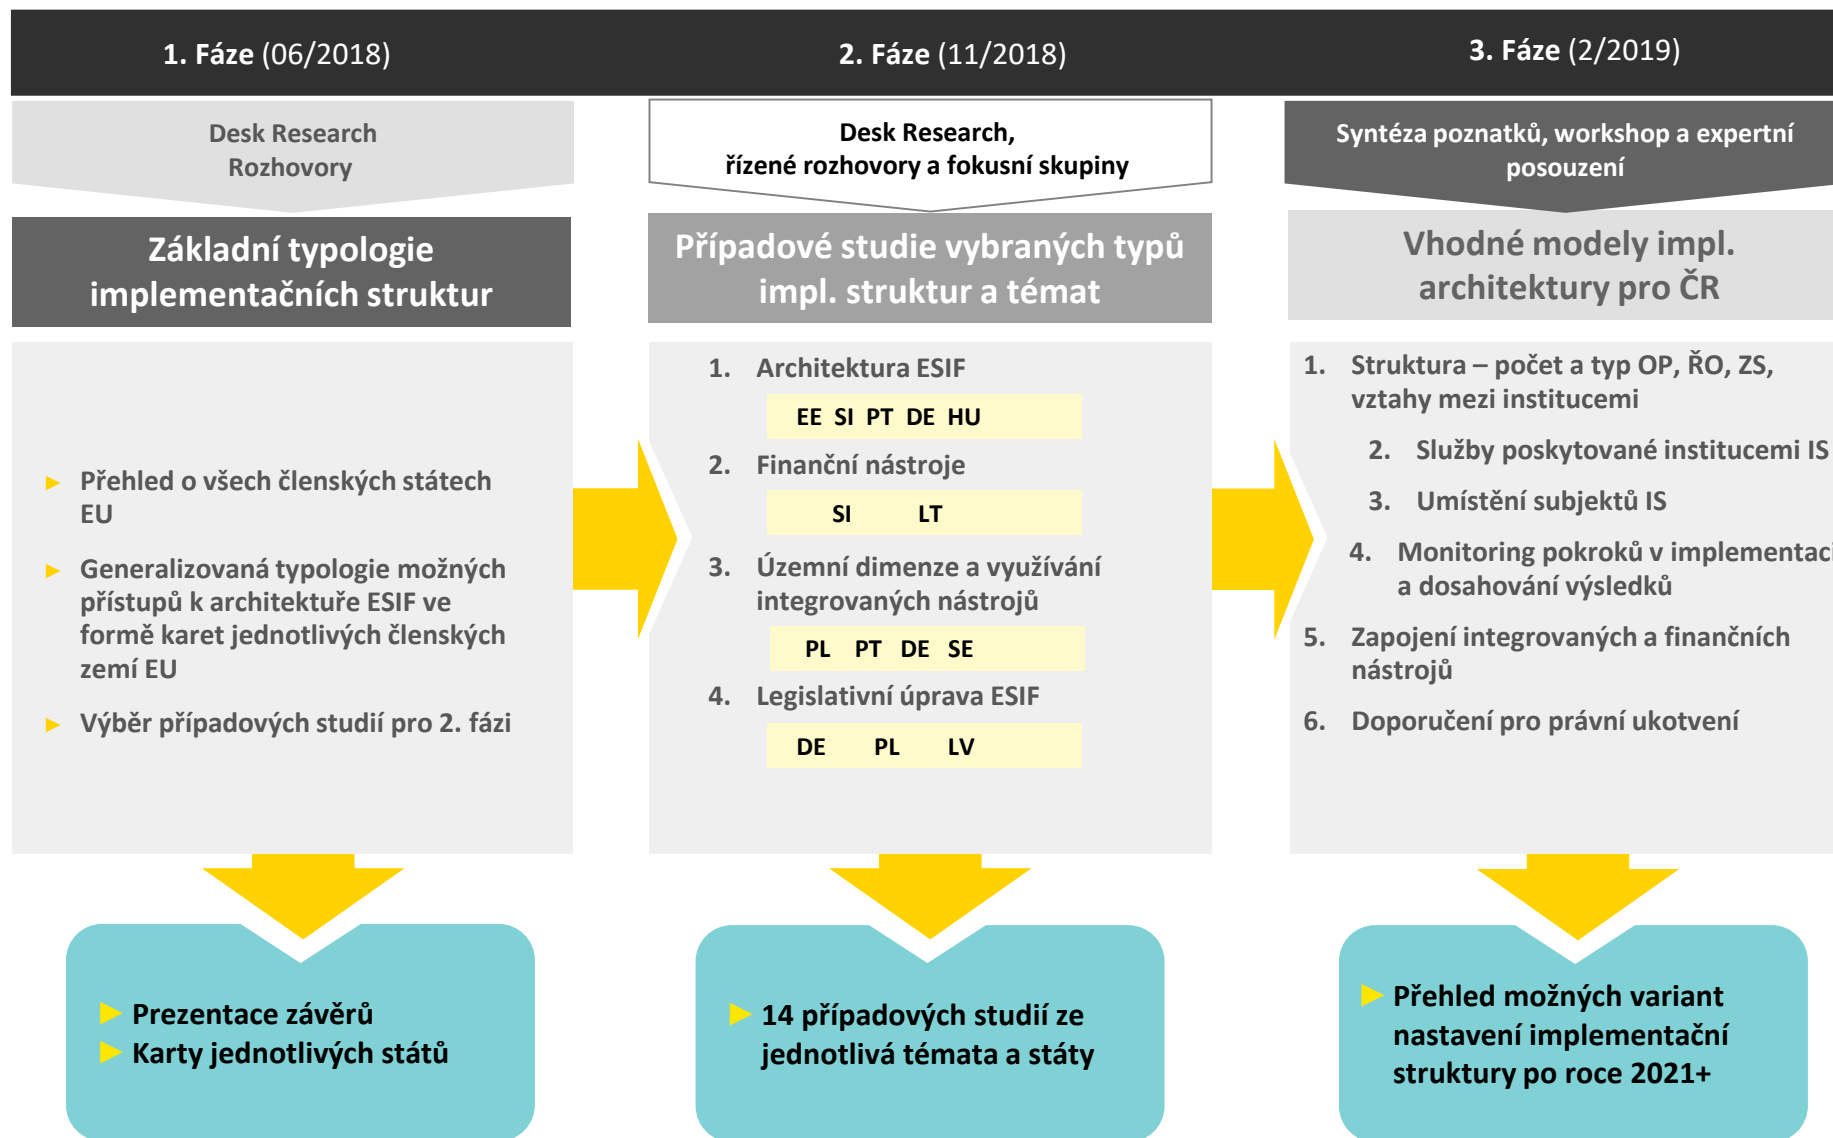 1. Fáze (06/2018)
2. Fáze (11/2018)
3. Fáze (2/2019)
Desk Research
Rozhovory
Desk Research,
řízené rozhovory a fokusní skupiny
Syntéza poznatků, workshop a expertní
posouzení
Základní typologie
implementačních struktur
Případové studie vybraných typů
impl. struktur a témat
Vhodné modely impl.
architektury pro ČR
► Přehled o všech členských státech
EU
► Generalizovaná typologie možných
přístupů k architektuře ESIF ve
formě karet jednotlivých členských
zemí EU
► Výběr případových studií pro 2. fázi
1. Architektura ESIF
EE SI PT DE HU
2. Finanční nástroje
SI LT
3. Územní dimenze a využívání
integrovaných nástrojů
PL PT DE SE
4. Legislativní úprava ESIF
DE PL LV
1. Struktura – počet a typ OP, ŘO, ZS,
vztahy mezi institucemi
2. Služby poskytované institucemi IS
3. Umístění subjektů IS
4. Monitoring pokroků v implementaci
a dosahování výsledků
5. Zapojení integrovaných a finančních
nástrojů
6. Doporučení pro právní ukotvení
► Prezentace závěrů
► Karty jednotlivých států
► 14 případových studií ze
jednotlivá témata a státy
► Přehled možných variant
nastavení implementační
struktury po roce 2021+